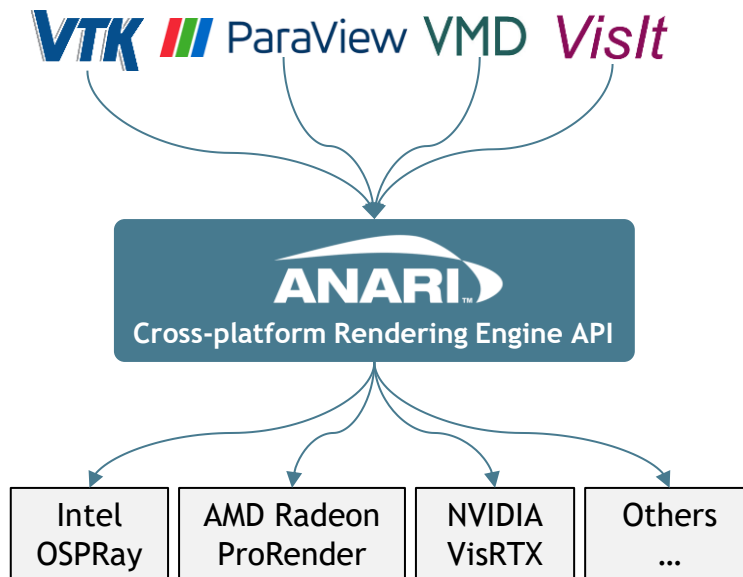 VTK ParaView VMD VisIt
ANARI™
Cross-platform Rendering Engine API
Intel
OSPRay
AMD Radeon
ProRender
NVIDIA
VisRTX
Others
...